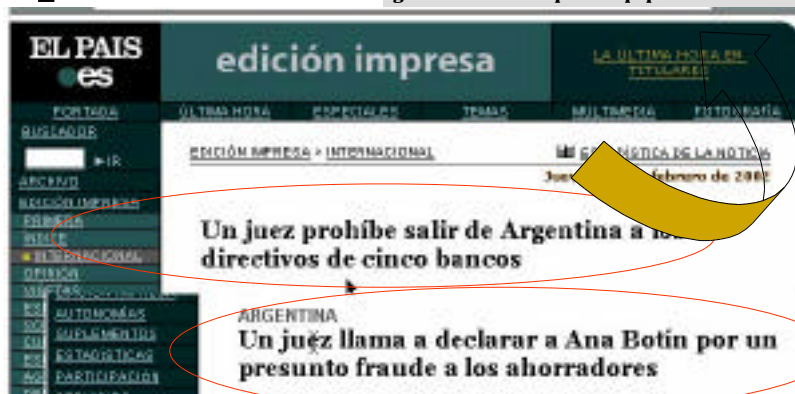 EL PAIS
es
edición impresa
LA ULTIMA HORA EN
TITULARES
PORTADA
ÚLTIMA HORA ESPECIALES TEMAS MULTIMEDIA FOTOGRAFÍA
BUSCADOR
IR
EDICIÓN IMPRESA > INTERNACIONAL
DE LA NOTICIA
febrero de 2002
ARCHIVO
EDICIÓN IMPRESA
PRIMERA
ÍNDICE
INTERNACIONAL
OPINIÓN
Un juez prohíbe salir de Argentina a los
directivos de cinco bancos
AUTONOMÍAS
SUPLEMENTOS
ESTADÍSTICAS
PARTICIPACIÓN
ARGENTINA
Un juez llama a declarar a Ana Botín por un
presunto fraude a los ahorradores